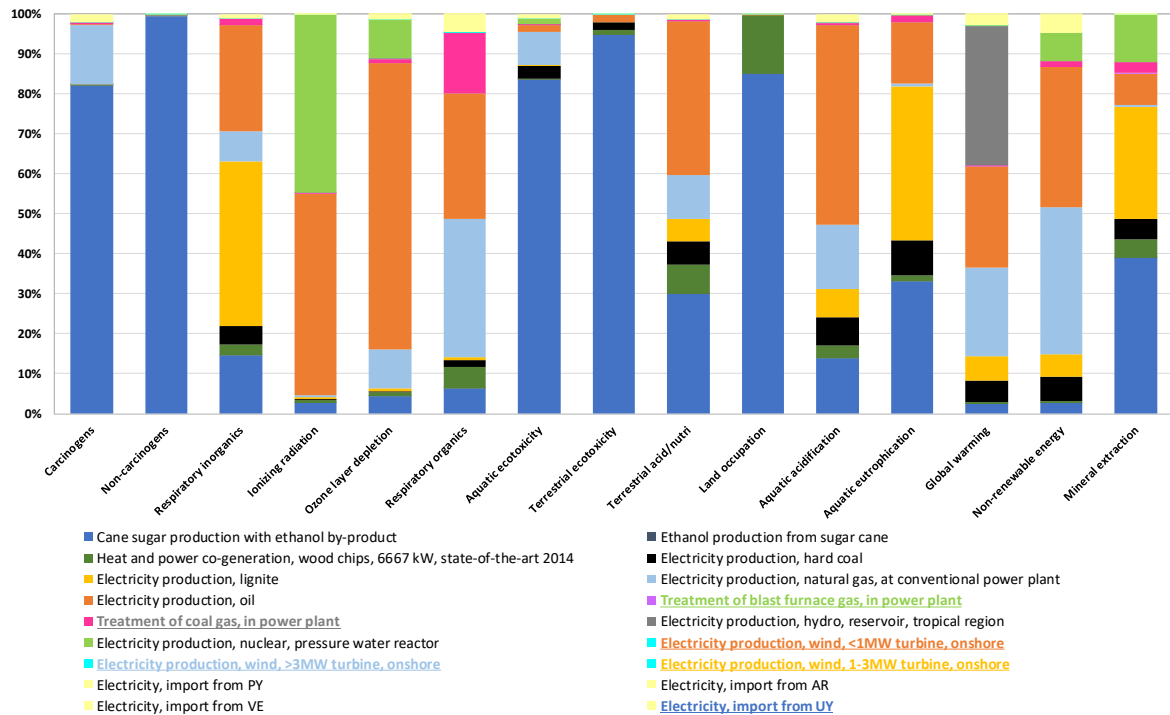 100%
90%
80%
70%
60%
50%
40%
30%
20%
10%
0%
Carcinogens
Non-carcinogens
Respiratory inorganics
Ionizing radiation
Ozone layer depletion
Respiratory organics
Aquatic ecotoxicity
Terrestrial ecotoxicity
Terrestrial acid/nutri
Land occupation
Aquatic acidification
Aquatic eutrophication
Global warming
Non-renewable energy
Mineral extraction
Cane sugar production with ethanol by-product
Ethanol production from sugar cane
Heat and power co-generation, wood chips, 6667 kW, state-of-the-art 2014
Electricity production, hard coal
Electricity production, lignite
Electricity production, natural gas, at conventional power plant
Electricity production, oil
Treatment of blast furnace gas, in power plant
Treatment of coal gas, in power plant
Electricity production, hydro, reservoir, tropical region
Electricity production, nuclear, pressure water reactor
Electricity production, wind, <1MW turbine, onshore
Electricity production, wind, >3MW turbine, onshore
Electricity production, wind, 1-3MW turbine, onshore
Electricity, import from PY
Electricity, import from AR
Electricity, import from VE
Electricity, import from UY